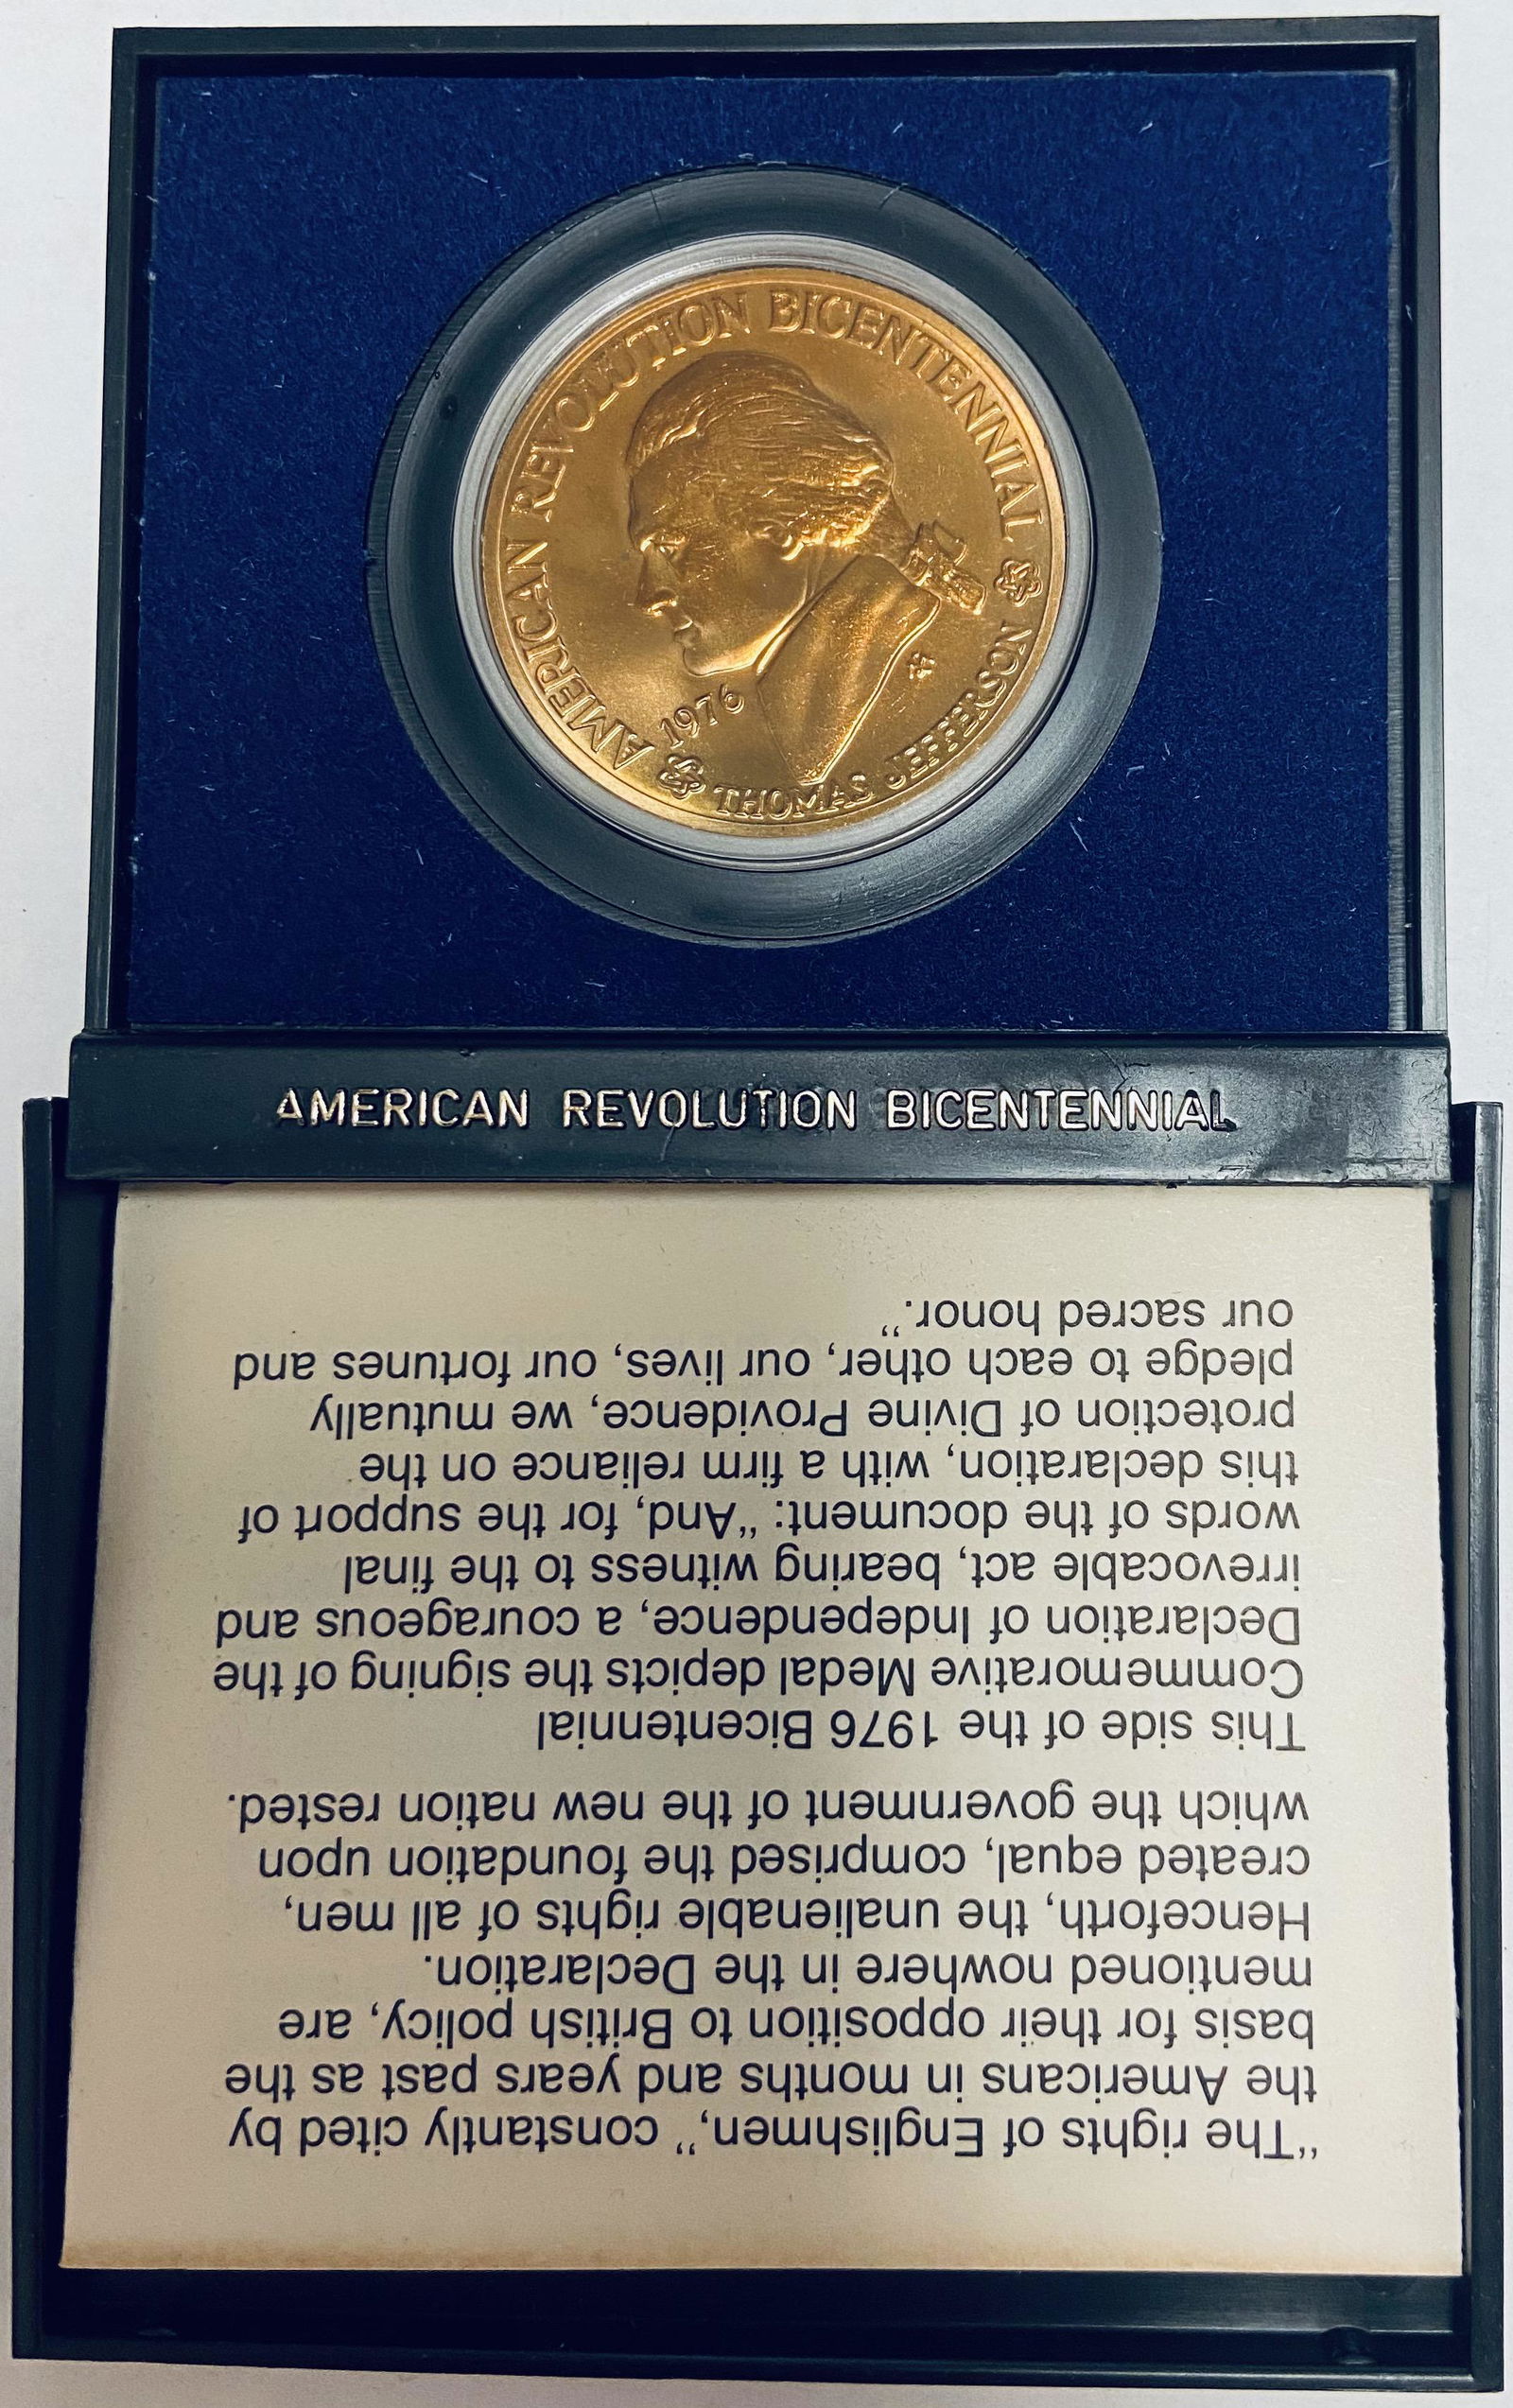 AMERICAN REVOLUTION BICENTENNIAL
1976
THOMAS JEFFERSON
AMERICAN REVOLUTION BICENTENNIAL
"The rights of Englishmen," constantly cited by
the Americans in months and years past as the
basis for their opposition to British policy, are
mentioned nowhere in the Declaration.
Henceforth, the unalienable rights of all men,
created equal, comprised the foundation upon
which the government of the new nation rested.
This side of the 1976 Bicentennial
Commemorative Medal depicts the signing of the
Declaration of Independence, a courageous and
irrevocable act, bearing witness to the final
words of the document: "And, for the support of
this declaration, with a firm reliance on the
protection of Divine Providence, we mutually
pledge to each other, our lives, our fortunes and
our sacred honor."